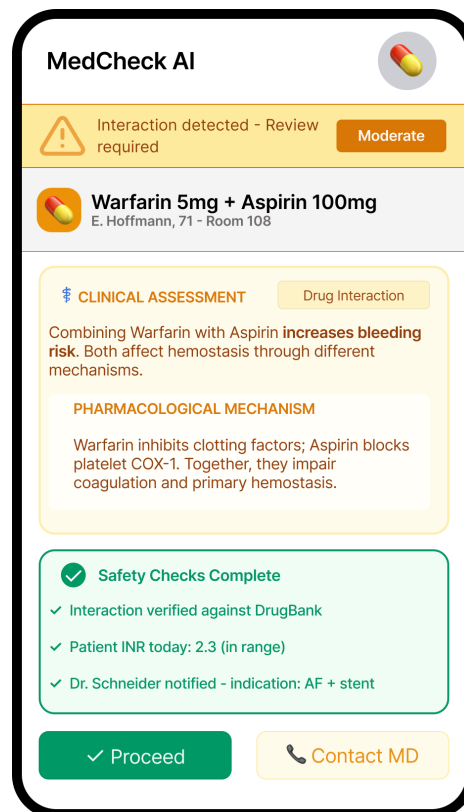 MedCheck AI
Interaction detected - Review
required
Moderate
Warfarin 5mg + Aspirin 100mg
E. Hoffmann, 71 - Room 108
CLINICAL ASSESSMENT
Drug Interaction
Combining Warfarin with Aspirin increases bleeding
risk. Both affect hemostasis through different
mechanisms.
PHARMACOLOGICAL MECHANISM
Warfarin inhibits clotting factors; Aspirin blocks
platelet COX-1. Together, they impair
coagulation and primary hemostasis.
Safety Checks Complete
✓ Interaction verified against DrugBank
✓ Patient INR today: 2.3 (in range)
✓ Dr. Schneider notified - indication: AF + stent
✓ Proceed
Contact MD